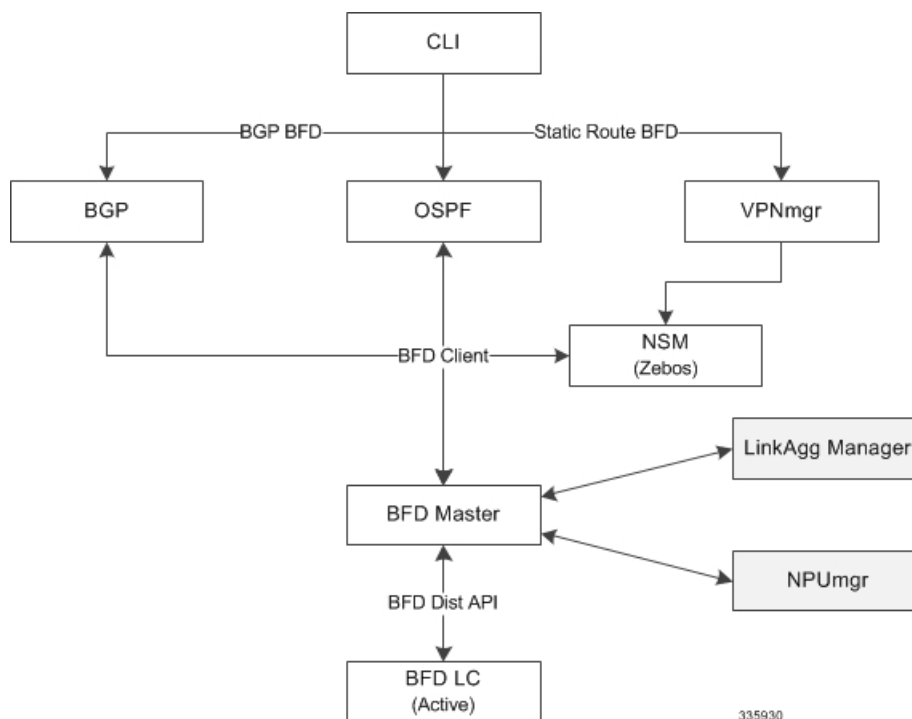 CLI
BGP BFD
Static Route BFD
BGP
OSPF
VPNmgr
NSM
(Zebos)
BFD Client
LinkAgg Manager
BFD Master
NPUmgr
BFD Dist API
BFD LC
(Active)
335930